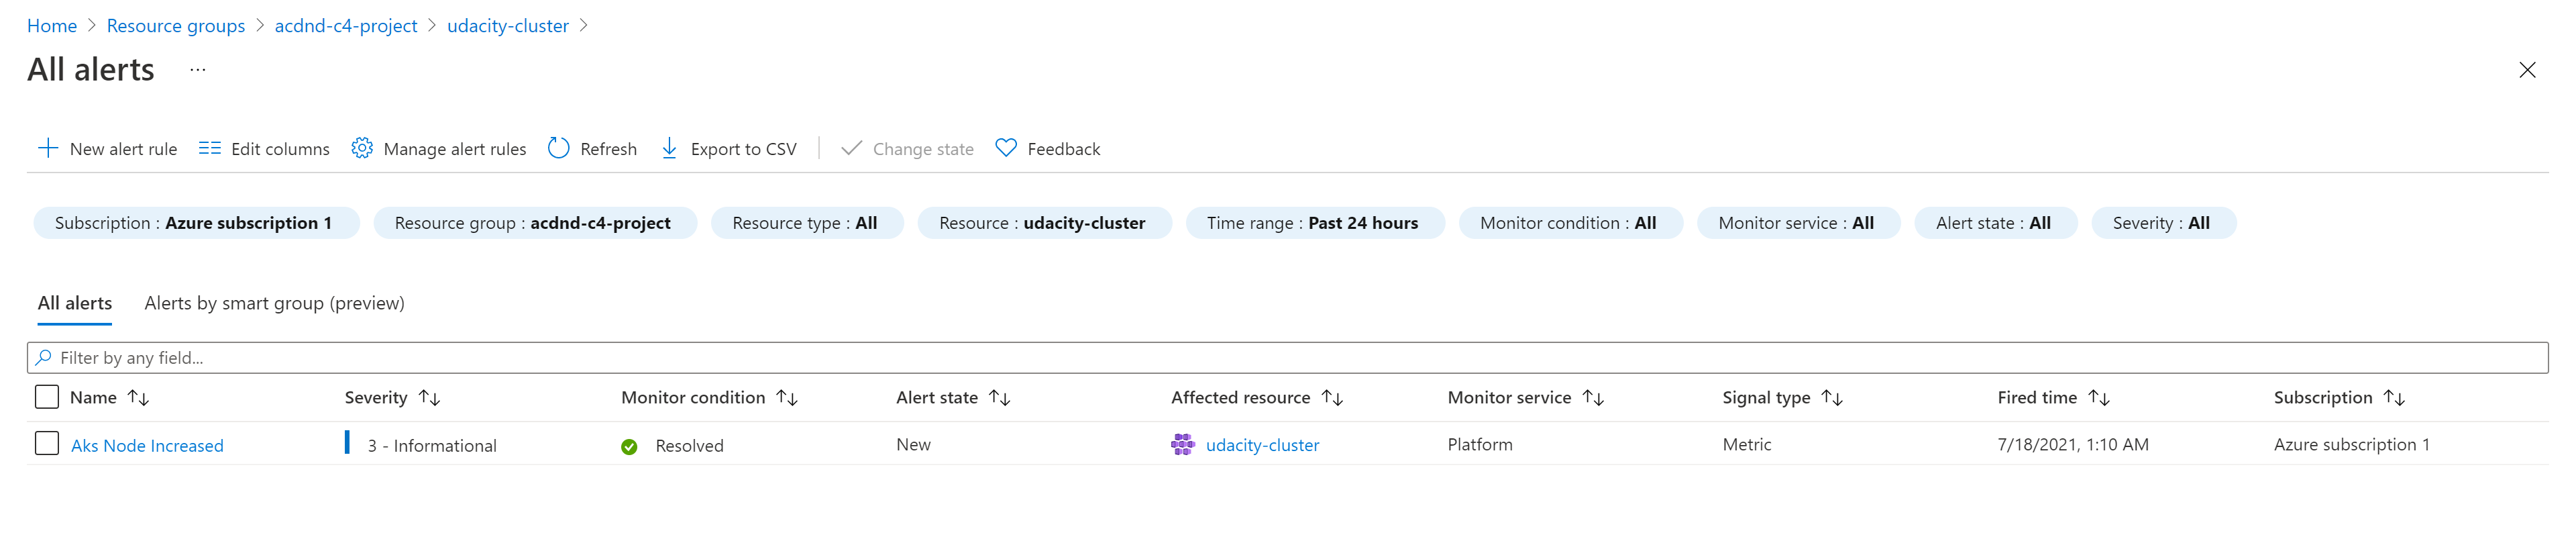 Home > Resource groups > acdnd-c4-project > udacity-cluster >
All alerts ...
New alert rule Edit columns Manage alert rules Refresh Export to CSV Change state Feedback
Subscription : Azure subscription 1 Resource group : acdnd-c4-project Resource type : All Resource : udacity-cluster Time range : Past 24 hours Monitor condition : All Monitor service : All Alert state : All Severity : All
All alerts Alerts by smart group (preview)
Filter by any field...
Name Severity Monitor condition Alert state Affected resource Monitor service Signal type Fired time Subscription
Aks Node Increased 3 - Informational Resolved New udacity-cluster Platform Metric 7/18/2021, 1:10 AM Azure subscription 1